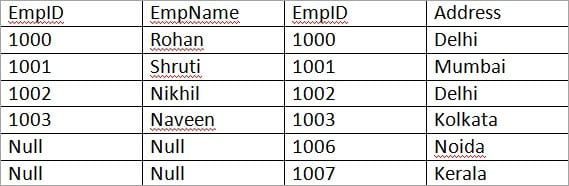 EmpID EmpName EmpID Address
1000 Rohan 1000 Delhi
1001 Shruti 1001 Mumbai
1002 Nikhil 1002 Delhi
1003 Naveen 1003 Kolkata
Null Null 1006 Noida
Null Null 1007 Kerala